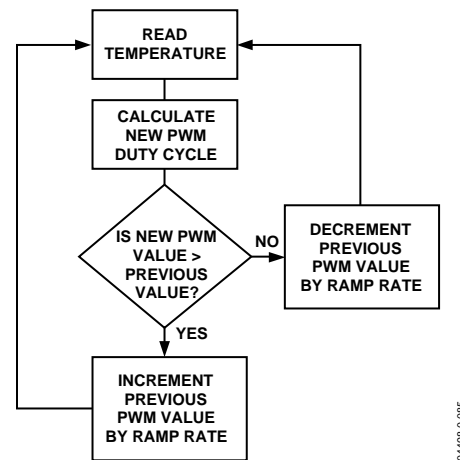 READ
TEMPERATURE
CALCULATE
NEW PWM
DUTY CYCLE
IS NEW PWM
VALUE >
PREVIOUS
VALUE?
NO
DECREMENT
PREVIOUS
PWM VALUE
BY RAMP RATE
YES
INCREMENT
PREVIOUS
PWM VALUE
BY RAMP RATE